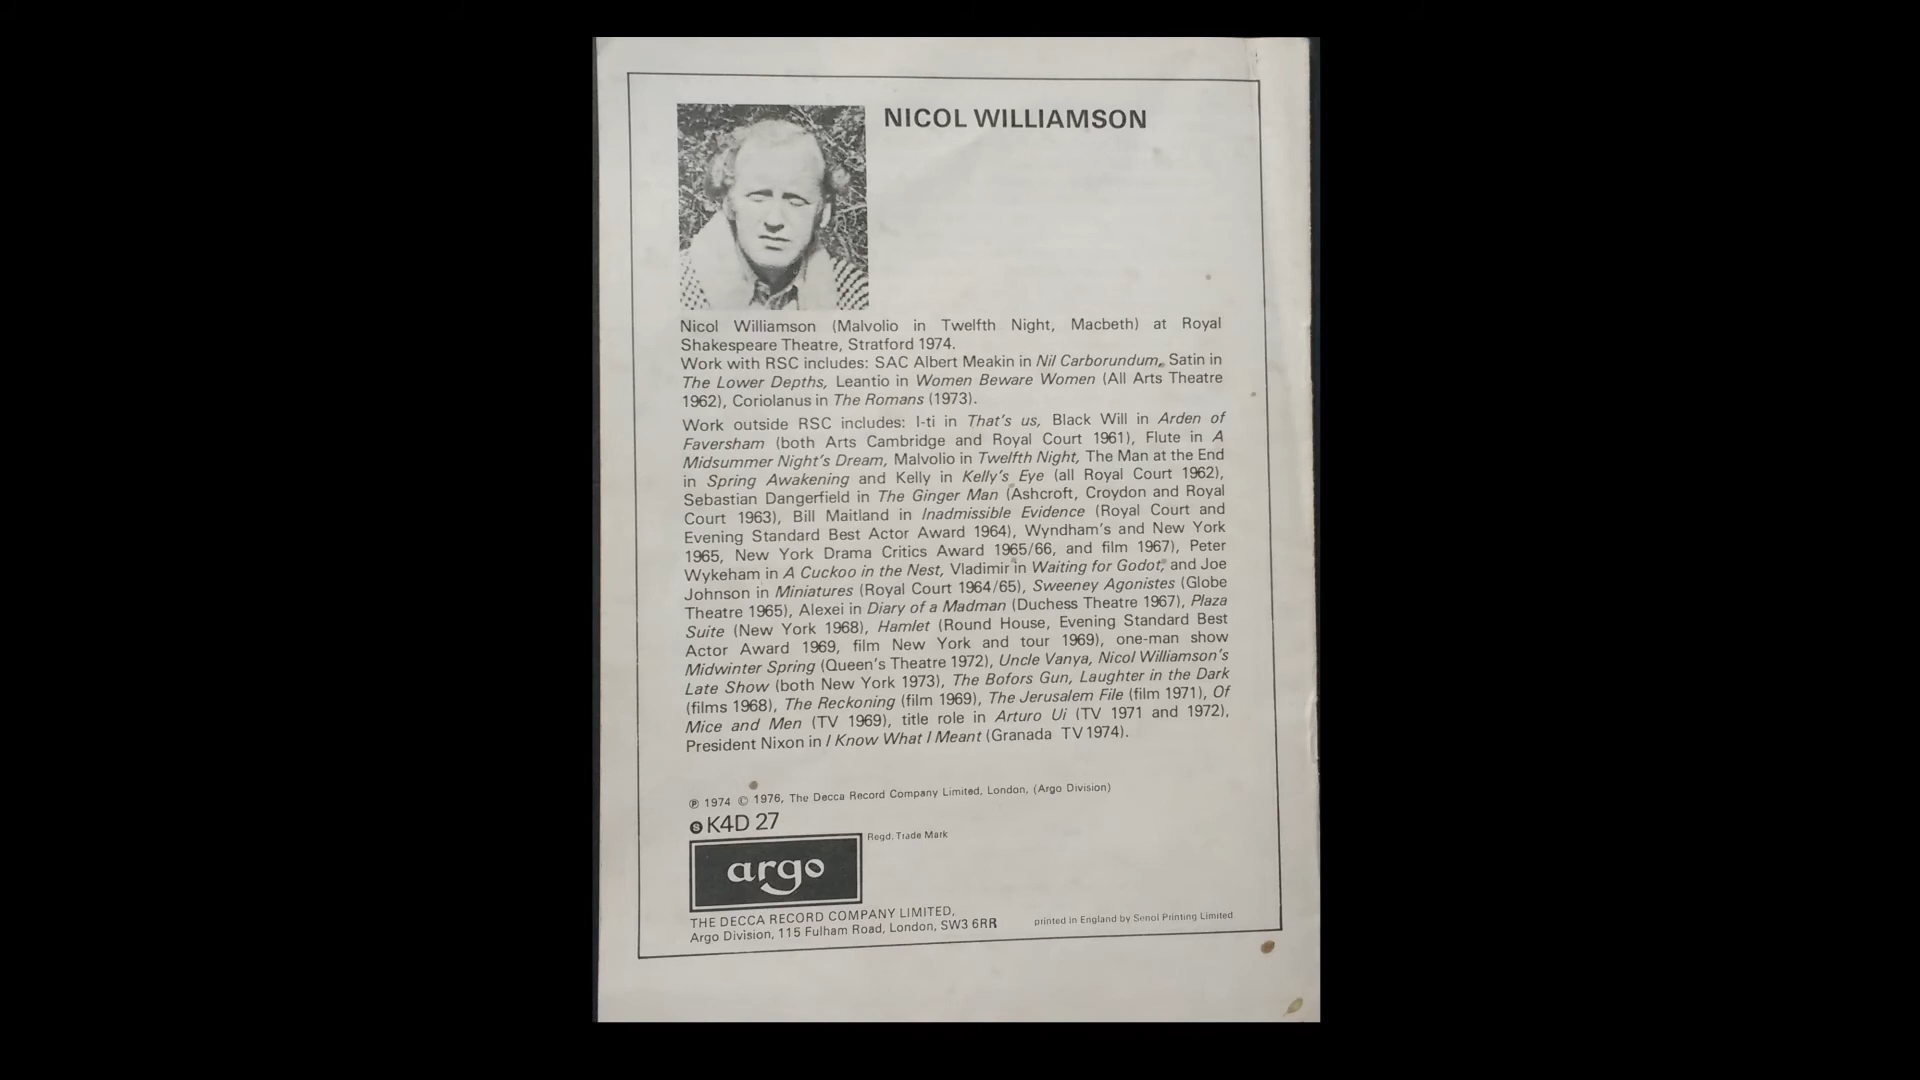 NICOL WILLIAMSON
Nicol Williamson (Malvolio in Twelfth Night, Macbeth) at Royal
Shakespeare Theatre, Stratford 1974.
Work with RSC includes: SAC Albert Meakin in Nil Carborundum, Satin in
The Lower Depths, Leantio in Women Beware Women (All Arts Theatre
1962), Coriolanus in The Romans (1973).
Work outside RSC includes: I-ti in That's us, Black Will in Arden of
Faversham (both Arts Cambridge and Royal Court 1961), Flute in A
Midsummer Night's Dream, Malvolio in Twelfth Night, The Man at the End
in Spring Awakening and Kelly in Kelly's Eye (all Royal Court 1962),
Sebastian Dangerfield in The Ginger Man (Ashcroft, Croydon and Royal
Court 1963), Bill Maitland in Inadmissible Evidence (Royal Court and
Evening Standard Best Actor Award 1964), Wyndham's and New York
1965, New York Drama Critics Award 1965/66, and film 1967), Peter
Wykeham in A Cuckoo in the Nest, Vladimir in Waiting for Godot, and Joe
Johnson in Miniatures (Royal Court 1964/65), Sweeney Agonistes (Globe
Theatre 1965), Alexei in Diary of a Madman (Duchess Theatre 1967), Plaza
Suite (New York 1968), Hamlet (Round House, Evening Standard Best
Actor Award 1969, film New York and tour 1969), one-man show
Midwinter Spring (Queen's Theatre 1972), Uncle Vanya, Nicol Williamson's
Late Show (both New York 1973), The Bofors Gun, Laughter in the Dark
(films 1968), The Reckoning (film 1969), The Jerusalem File (film 1971), Of
Mice and Men (TV 1969), title role in Arturo Ui (TV 1971 and 1972),
President Nixon in I Know What I Meant (Granada TV 1974).
℗ 1974 © 1976, The Decca Record Company Limited, London, (Argo Division)
Ⓢ K4D 27
Regd. Trade Mark
argo
THE DECCA RECORD COMPANY LIMITED,
Argo Division, 115 Fulham Road, London, SW3 6RR
printed in England by Senol Printing Limited